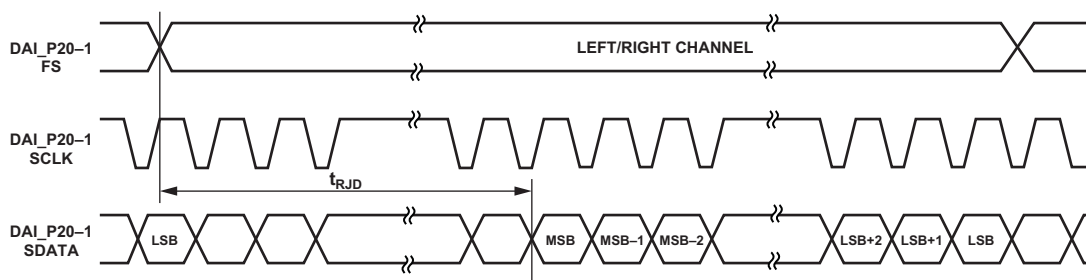 DAI_P20–1
FS
LEFT/RIGHT CHANNEL
DAI_P20–1
SCLK
tRJD
DAI_P20–1
SDATA
LSB
MSB
MSB–1
MSB–2
LSB+2
LSB+1
LSB